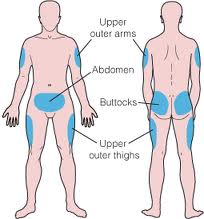 Upper
outer arms
Abdomen
Buttocks
Upper
outer thighs